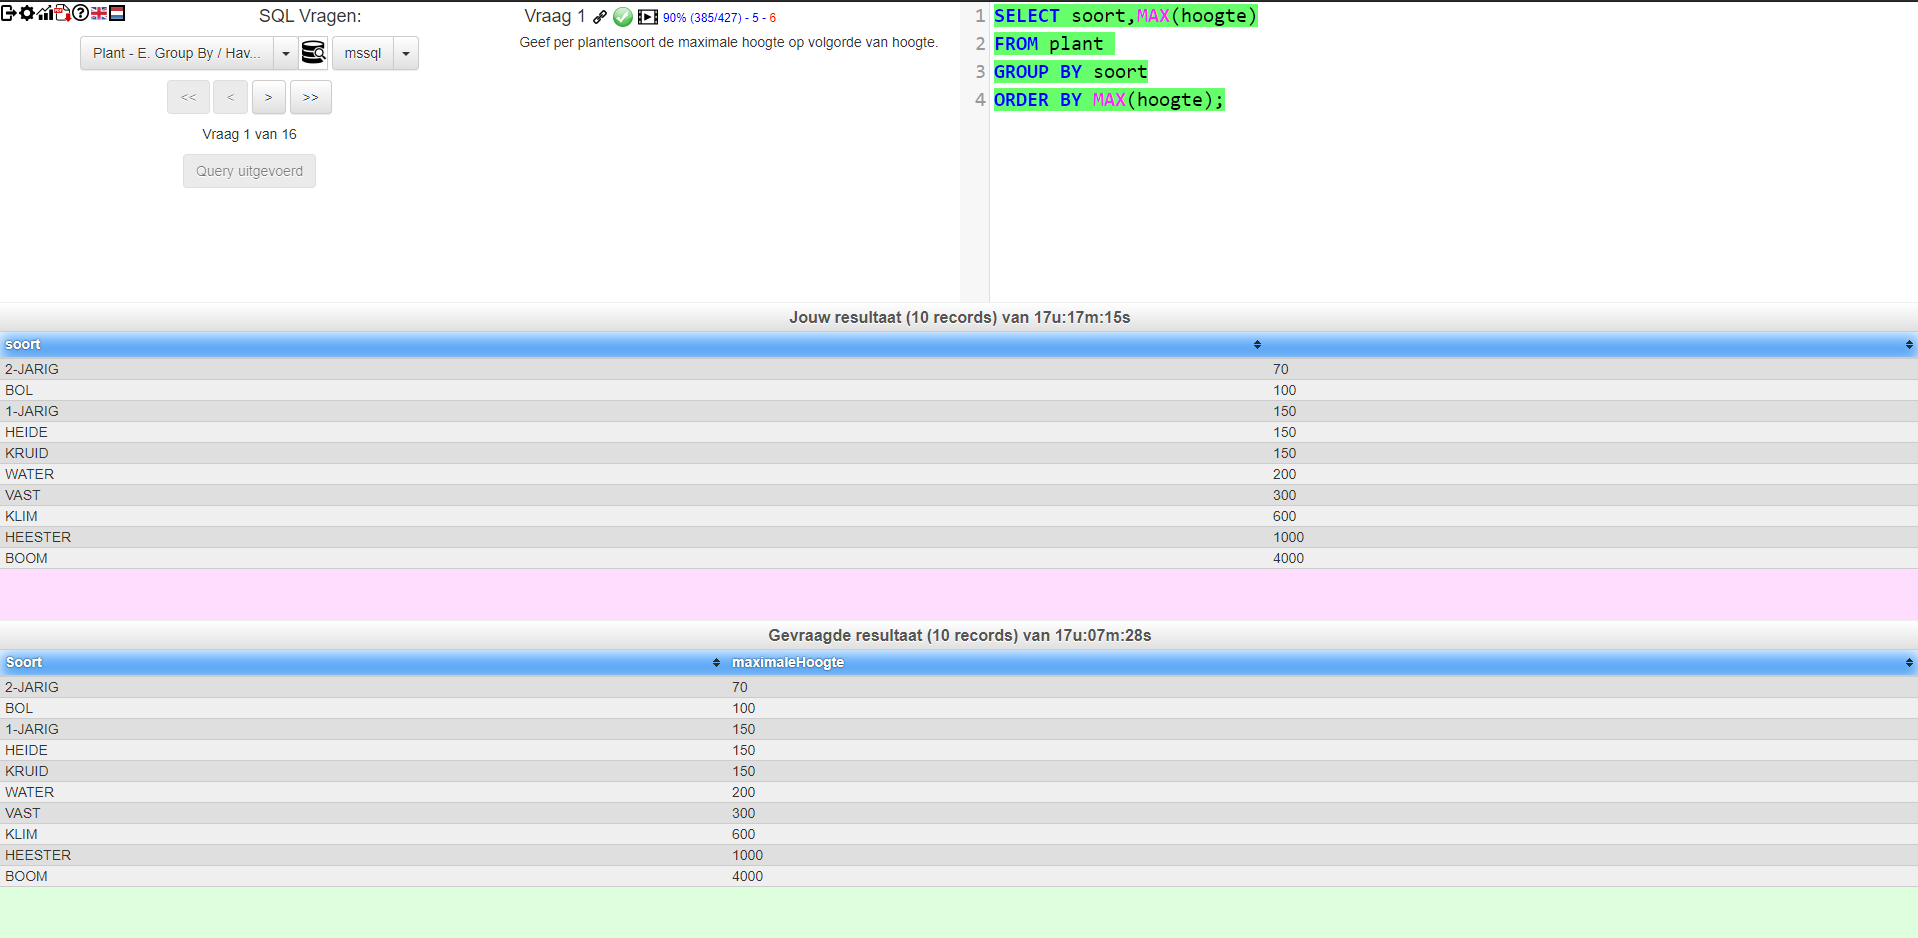 SQL Vragen:
Plant - E. Group By / Hav...
mssql
<< < > >>
Vraag 1 van 16
Query uitgevoerd
Vraag 1 90% (385/427) - 5 - 6
Geef per plantensoort de maximale hoogte op volgorde van hoogte.
1 SELECT soort,MAX(hoogte)
2 FROM plant
3 GROUP BY soort
4 ORDER BY MAX(hoogte);
Jouw resultaat (10 records) van 17u:17m:15s
soort
2-JARIG 70
BOL 100
1-JARIG 150
HEIDE 150
KRUID 150
WATER 200
VAST 300
KLIM 600
HEESTER 1000
BOOM 4000
Gevraagde resultaat (10 records) van 17u:07m:28s
Soort maximaleHoogte
2-JARIG 70
BOL 100
1-JARIG 150
HEIDE 150
KRUID 150
WATER 200
VAST 300
KLIM 600
HEESTER 1000
BOOM 4000